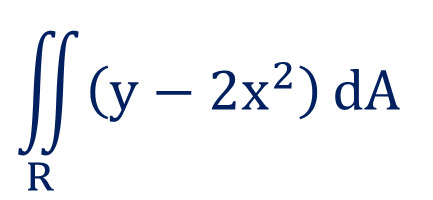 ∬ (y − 2x²) dA
R